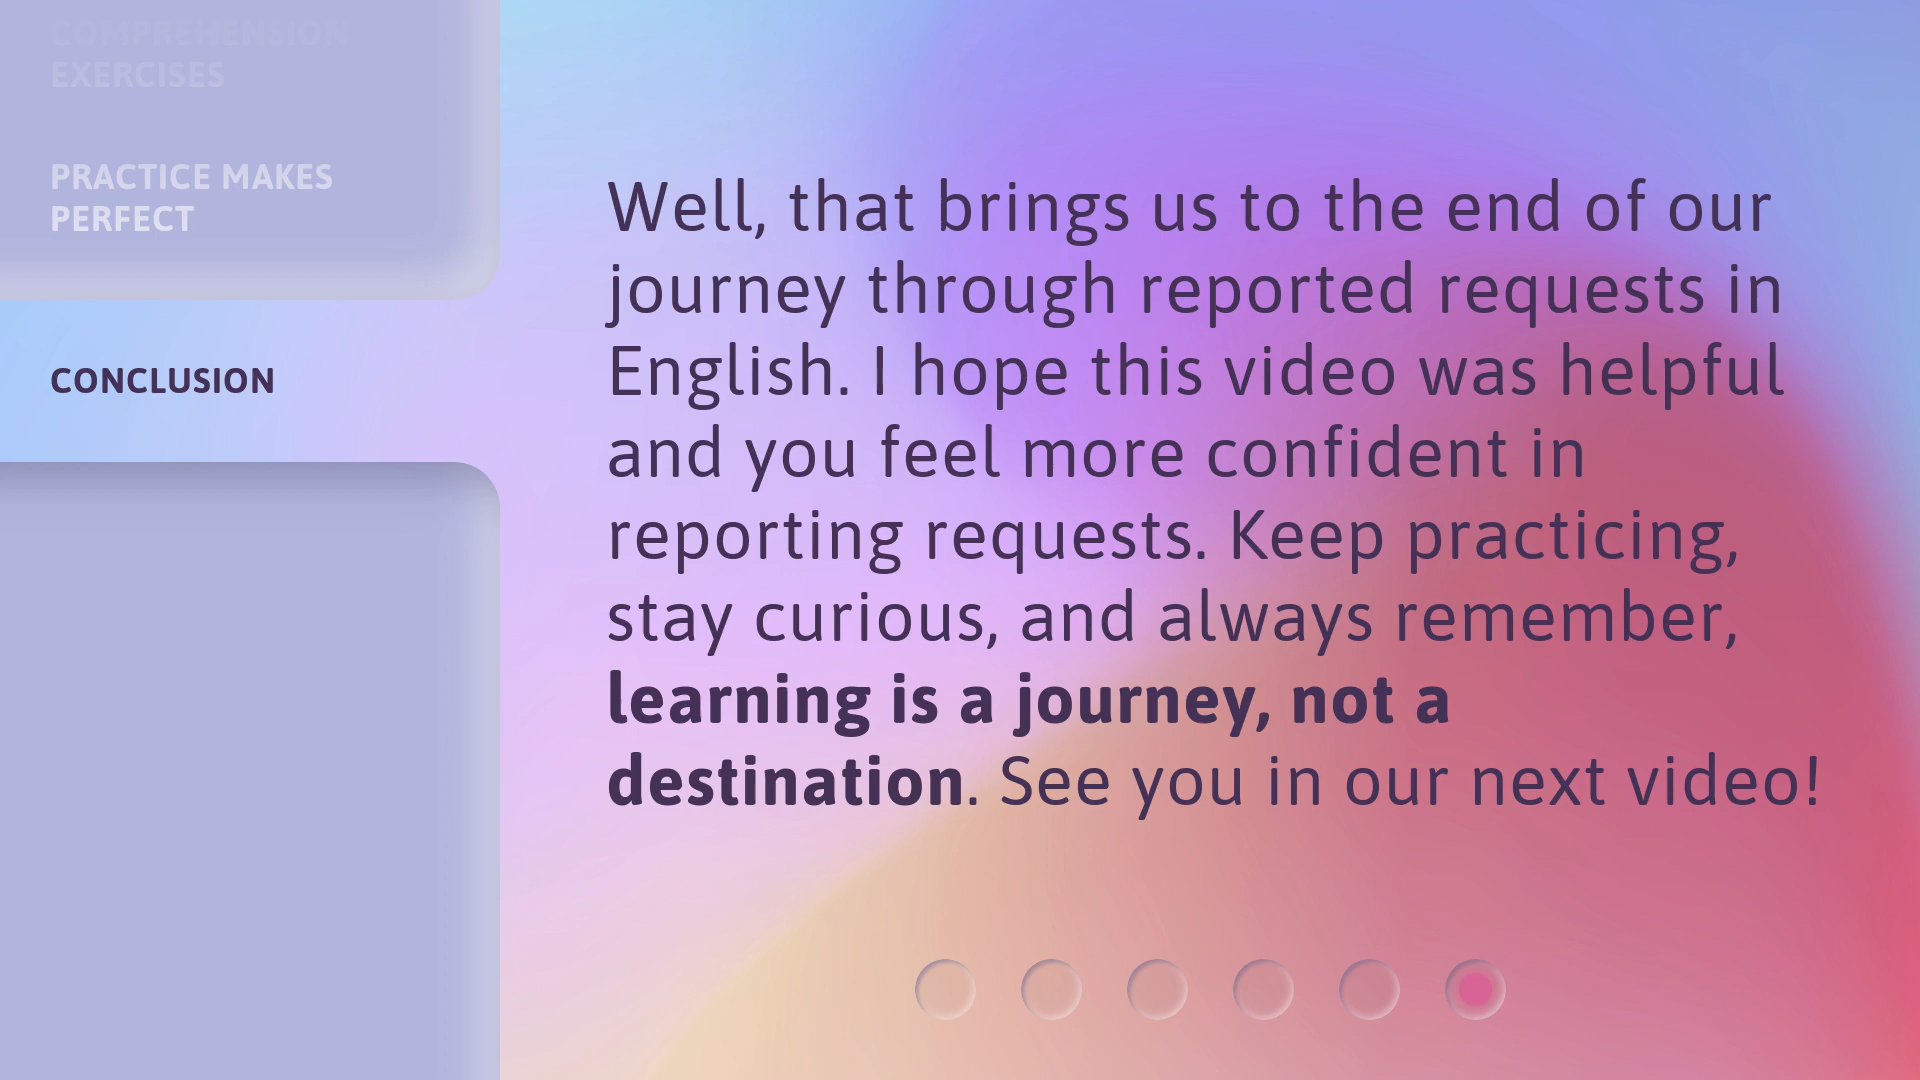 COMPREHENSION
EXERCISES
PRACTICE MAKES
PERFECT
CONCLUSION
Well, that brings us to the end of our
journey through reported requests in
English. I hope this video was helpful
and you feel more confident in
reporting requests. Keep practicing,
stay curious, and always remember,
learning is a journey, not a
destination. See you in our next video!